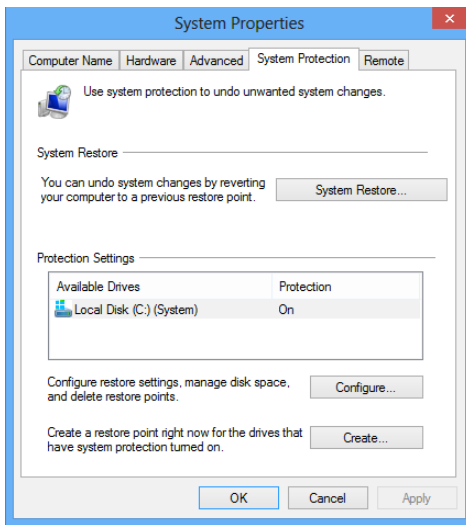 System Properties
Computer Name
Hardware
Advanced
System Protection
Remote
Use system protection to undo unwanted system changes.
System Restore
You can undo system changes by reverting
your computer to a previous restore point.
System Restore...
Protection Settings
Available Drives
Protection
Local Disk (C:) (System)
On
Configure restore settings, manage disk space,
and delete restore points.
Configure...
Create a restore point right now for the drives that
have system protection turned on.
Create...
OK
Cancel
Apply